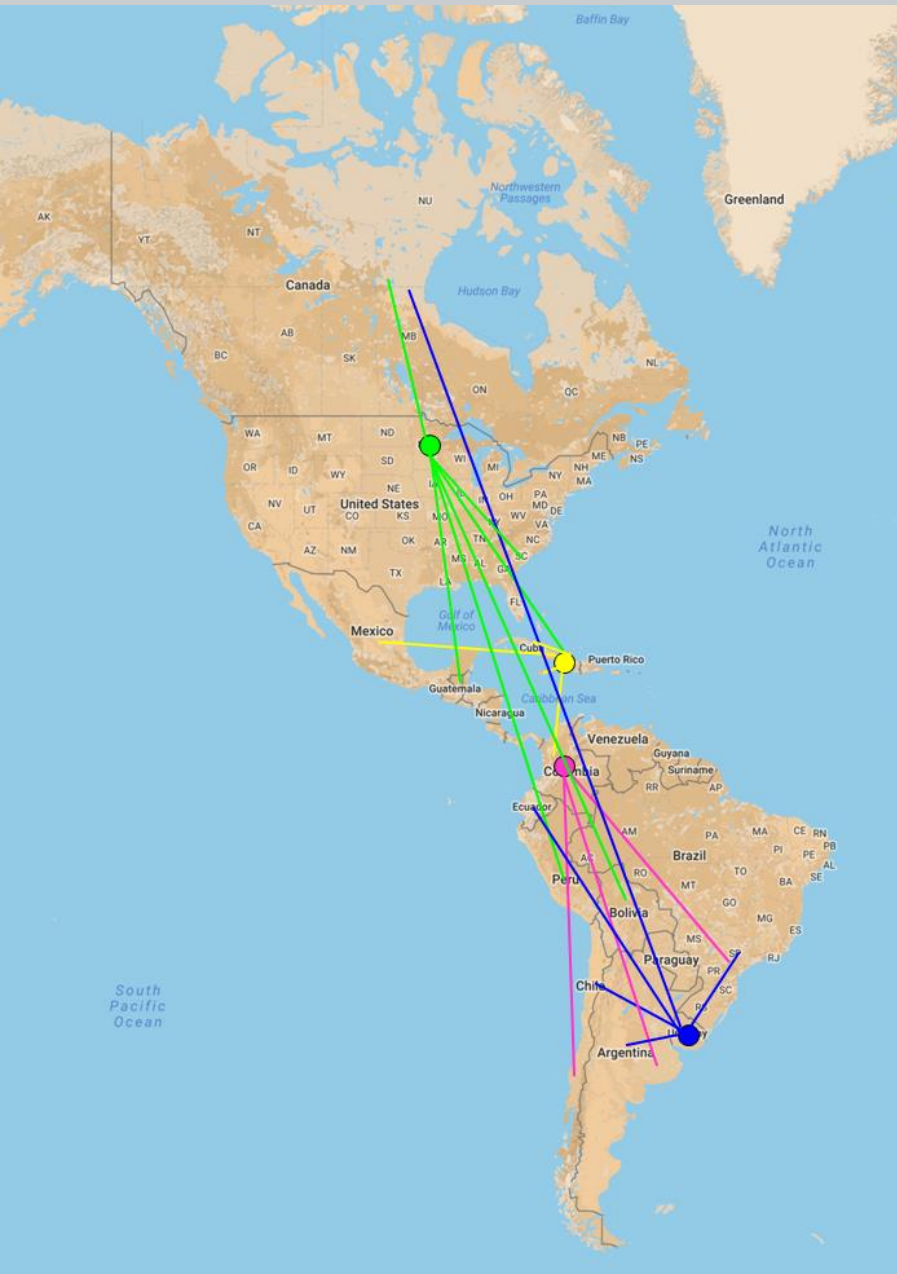 Baffin Bay
Northwestern
Passages
NU
Greenland
AK
YT
NT
Canada
Hudson Bay
AB
MB
BC
SK
NL
ON
QC
WA
MT
ND
NB
PE
ME
NS
OR
ID
SD
WI
MI
NY
NH
MA
WY
NE
IA
IL
IN
OH
PA
MD
DE
NV
UT
United States
CO
KS
MO
KY
WV
VA
CA
AZ
NM
OK
AR
TN
NC
SC
MS
AL
GA
TX
LA
FL
North
Atlantic
Ocean
Gulf of
Mexico
Mexico
Cuba
Puerto Rico
Guatemala
Caribbean Sea
Nicaragua
Venezuela
Guyana
Suriname
RR
AP
Ecuador
AM
PA
MA
CE
RN
PB
PI
PE
AL
SE
AC
RO
Brazil
TO
BA
Peru
MT
GO
Bolivia
MG
ES
MS
Paraguay
SP
RJ
PR
SC
Chile
RS
South
Pacific
Ocean
Argentina